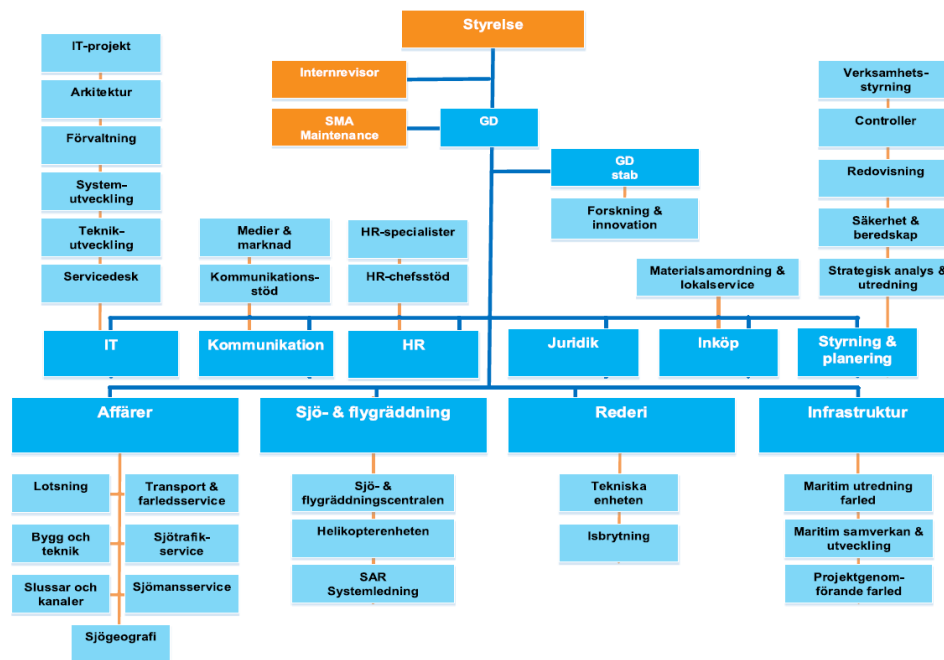 Styrelse
Internrevisor
SMA
Maintenance
GD
GD
stab
Forskning &
innovation
IT-projekt
Arkitektur
Förvaltning
System-
utveckling
Teknik-
utveckling
Servicedesk
Medier &
marknad
Kommunikations-
stöd
HR-specialister
HR-chefsstöd
Materialsamordning &
lokalservice
Verksamhets-
styrning
Controller
Redovisning
Säkerhet &
beredskap
Strategisk analys &
utredning
IT
Kommunikation
HR
Juridik
Inköp
Styrning &
planering
Affärer
Sjö- & flygräddning
Rederi
Infrastruktur
Lotsning
Transport &
farledsservice
Bygg och
teknik
Sjötrafik-
service
Slussar och
kanaler
Sjömansservice
Sjögeografi
Sjö- &
flygräddningscentralen
Helikopterenheten
SAR
Systemledning
Tekniska
enheten
Isbrytning
Maritim utredning
farled
Maritim samverkan &
utveckling
Projektgenom-
förande farled